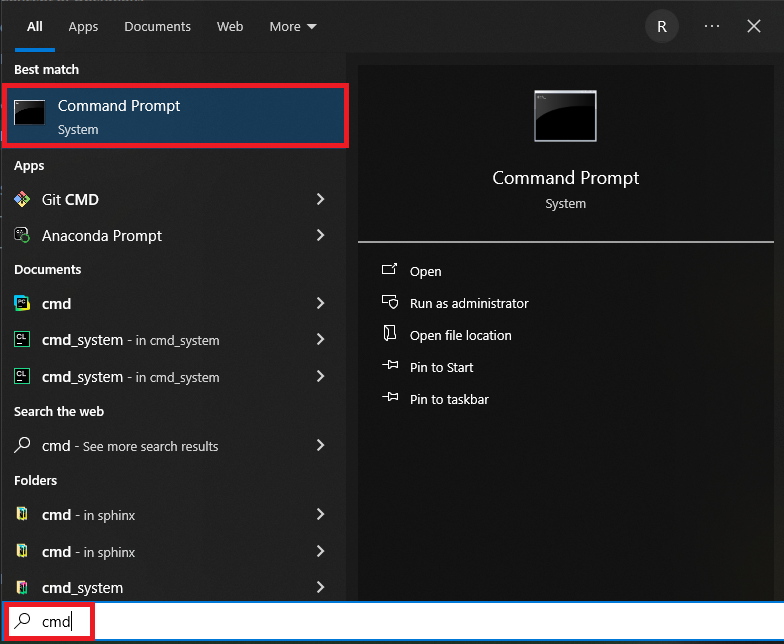 All Apps Documents Web More R ...
Best match
Command Prompt
System
Apps
Git CMD
Anaconda Prompt
Documents
cmd
cmd_system - in cmd_system
cmd_system - in cmd_system
Search the web
cmd - See more search results
Folders
cmd - in sphinx
cmd - in sphinx
cmd_system
cmd
Command Prompt
System
Open
Run as administrator
Open file location
Pin to Start
Pin to taskbar